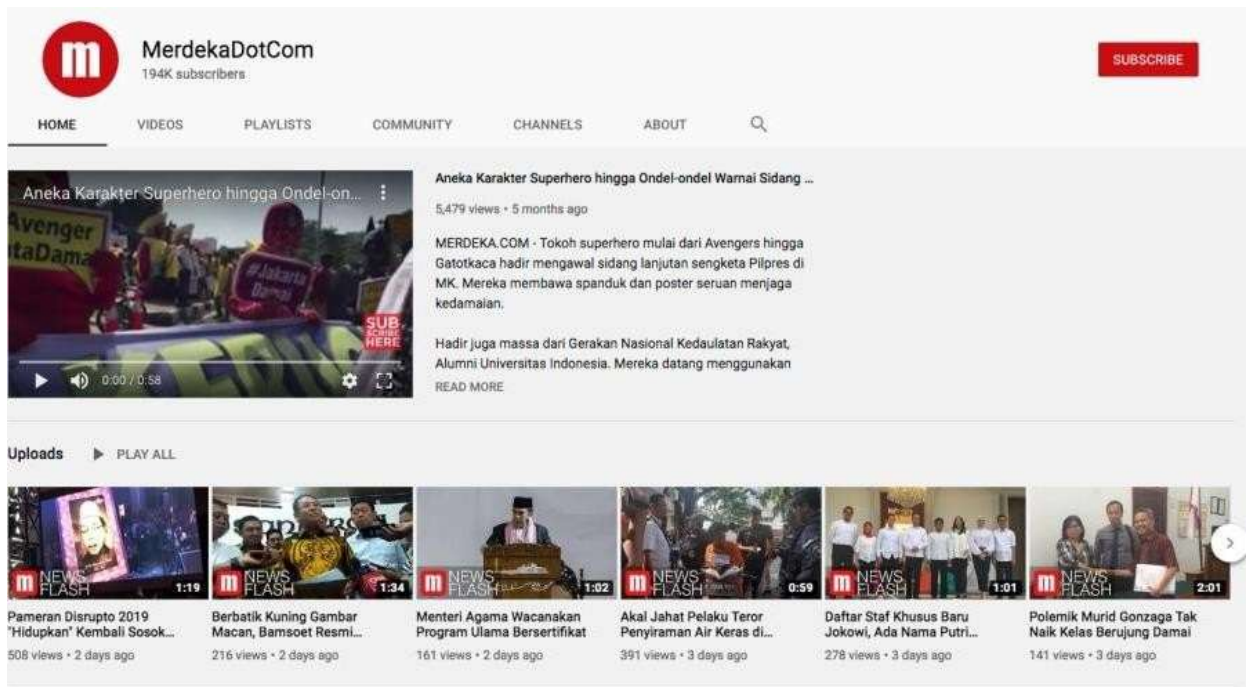 m
MerdekaDotCom
194K subscribers
SUBSCRIBE
HOME VIDEOS PLAYLISTS COMMUNITY CHANNELS ABOUT
Aneka Karakter Superhero hingga Ondel-on...
Avenger
taDamai
#Jakarta
Damai
SUB
SCRIBE
HERE
0:00 / 0:58
Aneka Karakter Superhero hingga Ondel-ondel Warnai Sidang ...
5,479 views • 5 months ago
MERDEKA.COM - Tokoh superhero mulai dari Avengers hingga
Gatotkaca hadir mengawal sidang lanjutan sengketa Pilpres di
MK. Mereka membawa spanduk dan poster seruan menjaga
kedamaian.
Hadir juga massa dari Gerakan Nasional Kedaulatan Rakyat,
Alumni Universitas Indonesia. Mereka datang menggunakan
READ MORE
Uploads PLAY ALL
m NEWS FLASH 1:19
Pameran Disrupto 2019
"Hidupkan" Kembali Sosok...
508 views • 2 days ago
m NEWS FLASH 1:34
Berbatik Kuning Gambar
Macan, Bamsoet Resmi...
216 views • 2 days ago
m NEWS FLASH 1:02
Menteri Agama Wacanakan
Program Ulama Bersertifikat
161 views • 2 days ago
m NEWS FLASH 0:59
Akal Jahat Pelaku Teror
Penyiraman Air Keras di...
391 views • 3 days ago
m NEWS FLASH 1:01
Daftar Staf Khusus Baru
Jokowi, Ada Nama Putri...
278 views • 3 days ago
m NEWS FLASH 2:01
Polemik Murid Gonzaga Tak
Naik Kelas Berujung Damai
141 views • 3 days ago